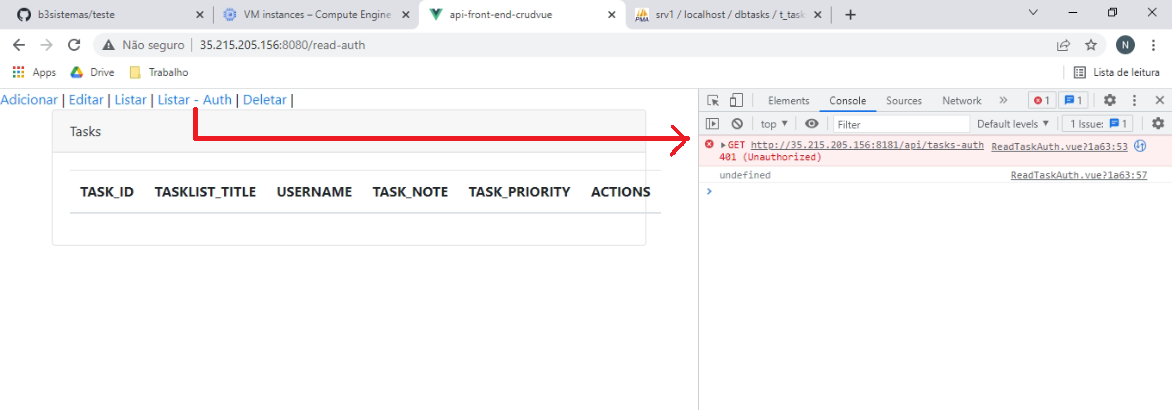 b3sistemas/teste
VM instances – Compute Engine
api-front-end-crudvue
srv1 / localhost / dbtasks / t_task
Não seguro | 35.215.205.156:8080/read-auth
N
Apps
Drive
Trabalho
Lista de leitura
Adicionar | Editar | Listar | Listar - Auth | Deletar |
Tasks
TASK_ID TASKLIST_TITLE USERNAME TASK_NOTE TASK_PRIORITY ACTIONS
Elements Console Sources Network » 1 1
top ▼ Filter Default levels ▼ 1 Issue: 1
GET http://35.215.205.156:8181/api/tasks-auth ReadTaskAuth.vue?1a63:53
401 (Unauthorized)
undefined ReadTaskAuth.vue?1a63:57